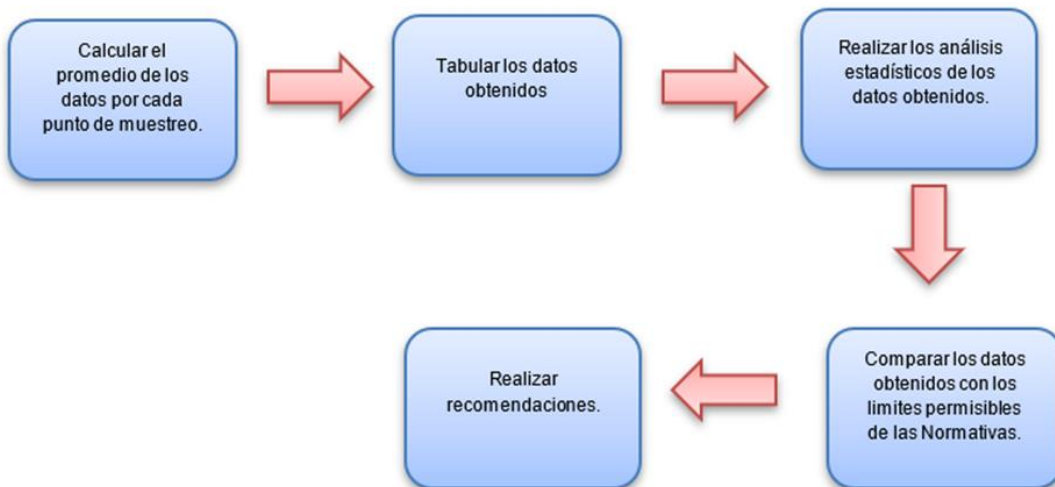 Calcular el
promedio de los
datos por cada
punto de muestreo.
Tabular los datos
obtenidos
Realizar los análisis
estadísticos de los
datos obtenidos.
Comparar los datos
obtenidos con los
limites permisibles
de las Normativas.
Realizar
recomendaciones.